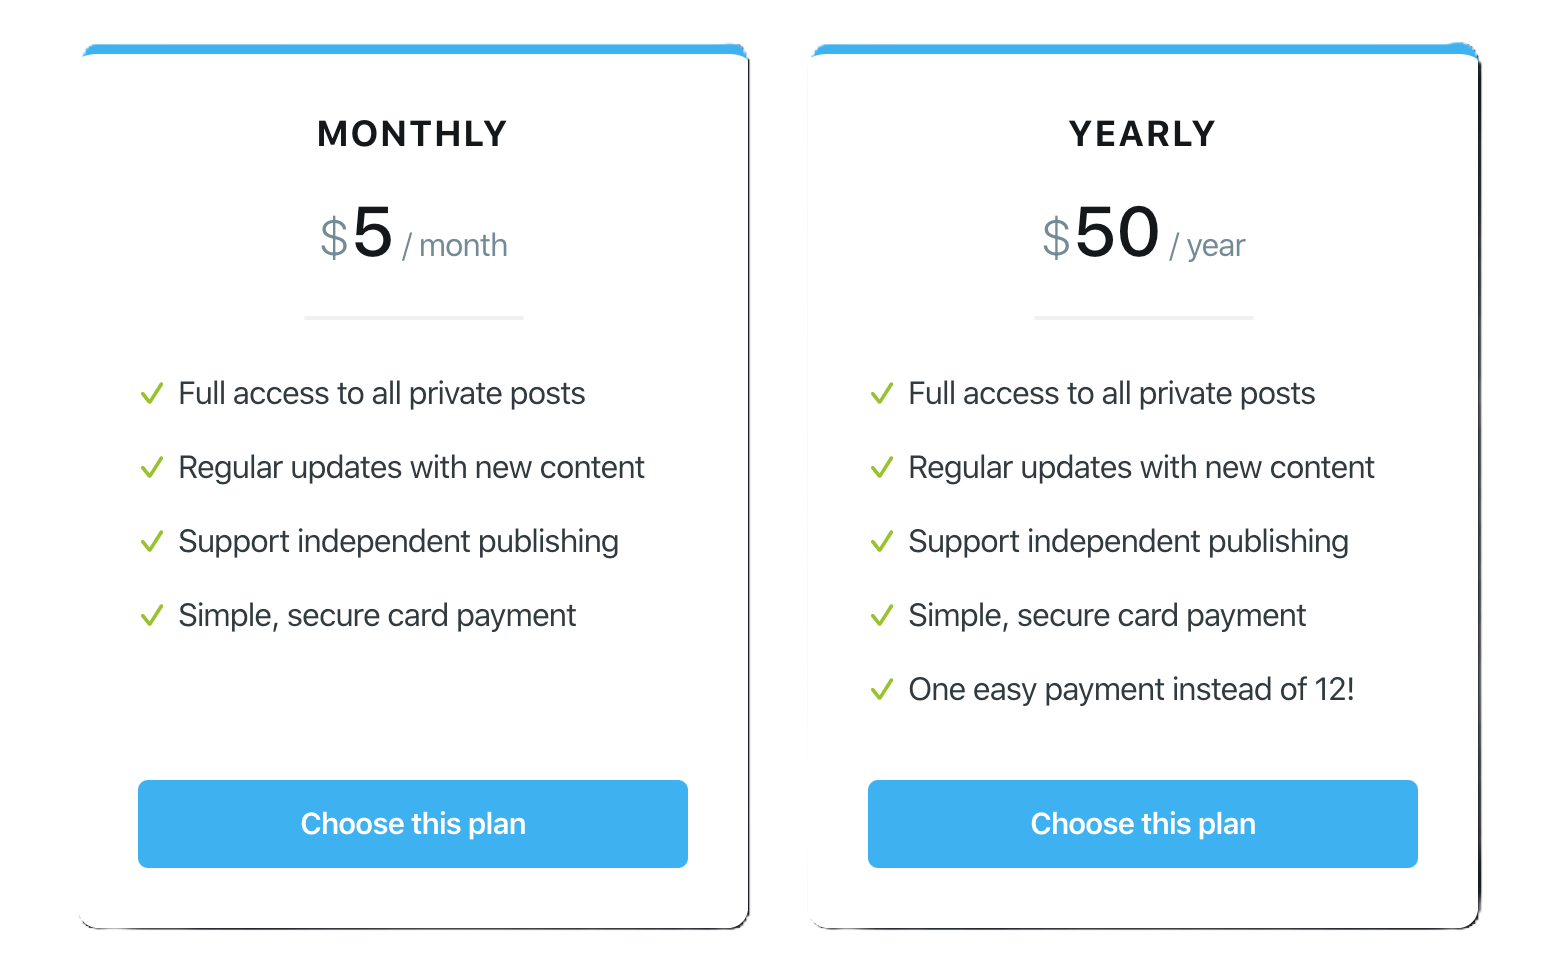 MONTHLY
$5 / month
Full access to all private posts
Regular updates with new content
Support independent publishing
Simple, secure card payment
Choose this plan
YEARLY
$50 / year
Full access to all private posts
Regular updates with new content
Support independent publishing
Simple, secure card payment
One easy payment instead of 12!
Choose this plan